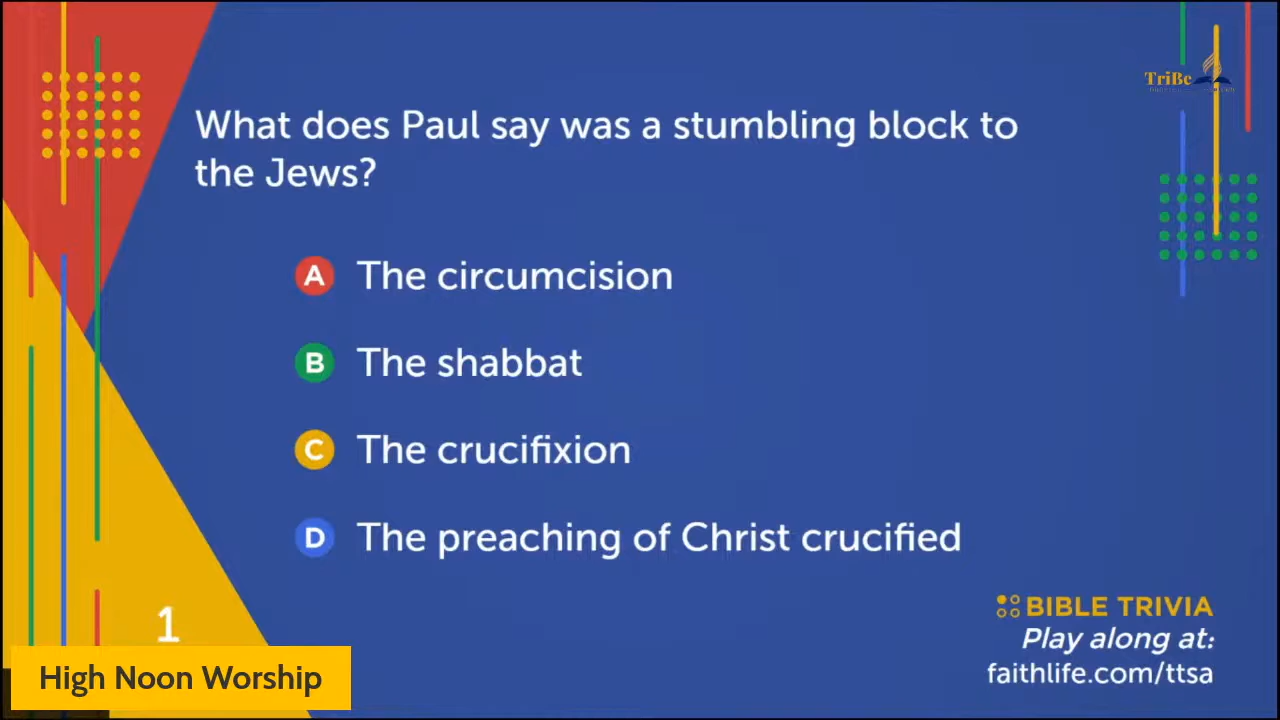 TriBe
What does Paul say was a stumbling block to
the Jews?
A The circumcision
B The shabbat
C The crucifixion
D The preaching of Christ crucified
1
BIBLE TRIVIA
Play along at:
faithlife.com/ttsa
High Noon Worship